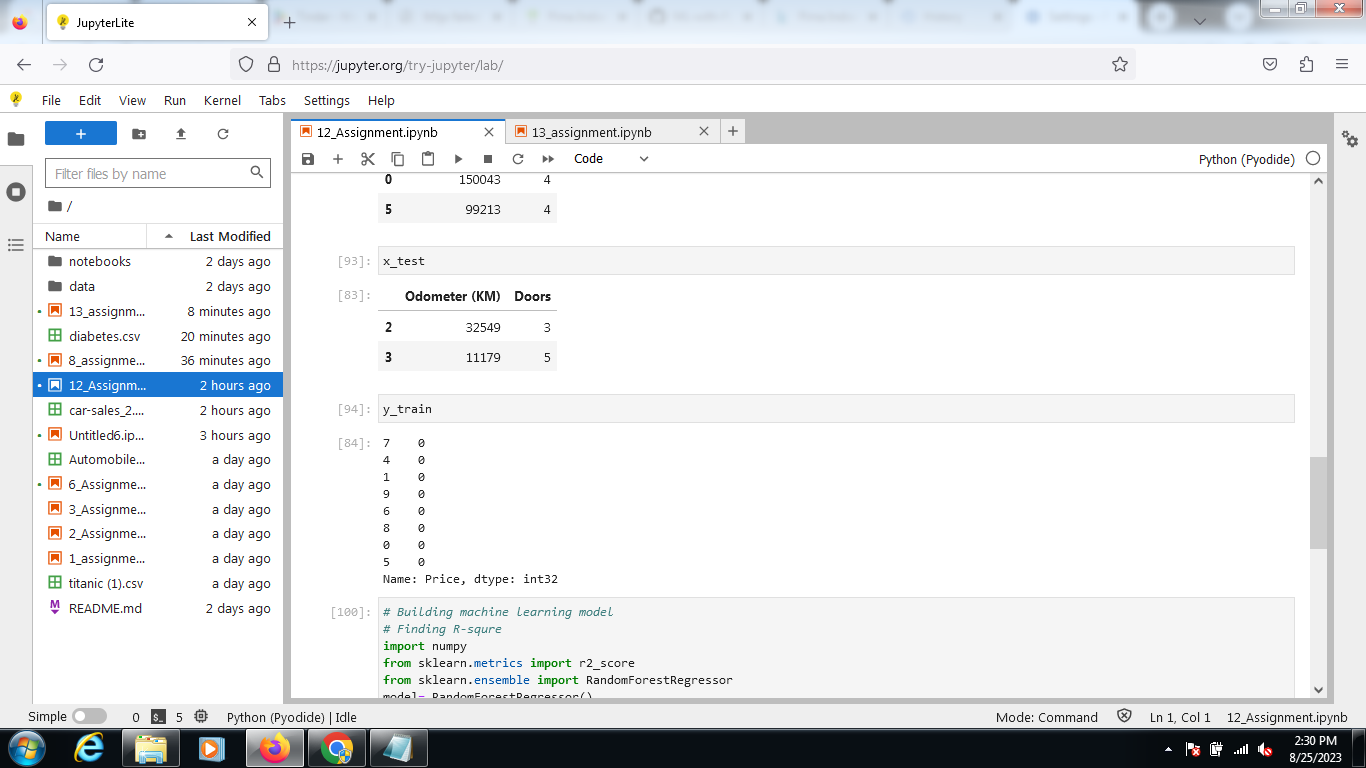 JupyterLite
https://jupyter.org/try-jupyter/lab/
File Edit View Run Kernel Tabs Settings Help
12_Assignment.ipynb
13_assignment.ipynb
Filter files by name
Code
Python (Pyodide)
/
Name Last Modified
notebooks 2 days ago
data 2 days ago
13_assignm... 8 minutes ago
diabetes.csv 20 minutes ago
8_assignme... 36 minutes ago
12_Assignm... 2 hours ago
car-sales_2.... 2 hours ago
Untitled6.ip... 3 hours ago
Automobile... a day ago
6_Assignme... a day ago
3_Assignme... a day ago
2_Assignme... a day ago
1_assignme... a day ago
titanic (1).csv a day ago
README.md 2 days ago
0 150043 4
5 99213 4
[93]: x_test
[83]: Odometer (KM) Doors
2 32549 3
3 11179 5
[94]: y_train
[84]: 7 0
4 0
1 0
9 0
6 0
8 0
0 0
5 0
Name: Price, dtype: int32
[100]: # Building machine learning model
# Finding R-squre
import numpy
from sklearn.metrics import r2_score
from sklearn.ensemble import RandomForestRegressor
model= RandomForestRegressor()
Simple 0 5 Python (Pyodide) | Idle
Mode: Command Ln 1, Col 1 12_Assignment.ipynb
2:30 PM
8/25/2023